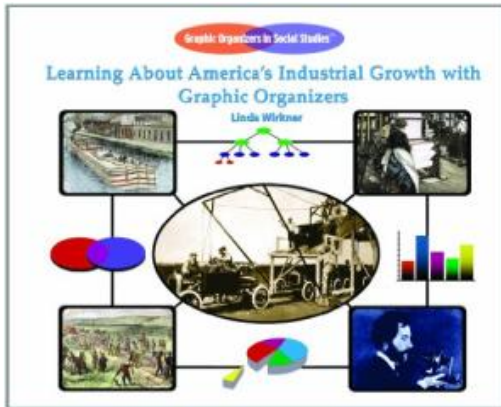 Graphic Organizers in Social Studies™
Learning About America's Industrial Growth with
Graphic Organizers
Linda Wirkner